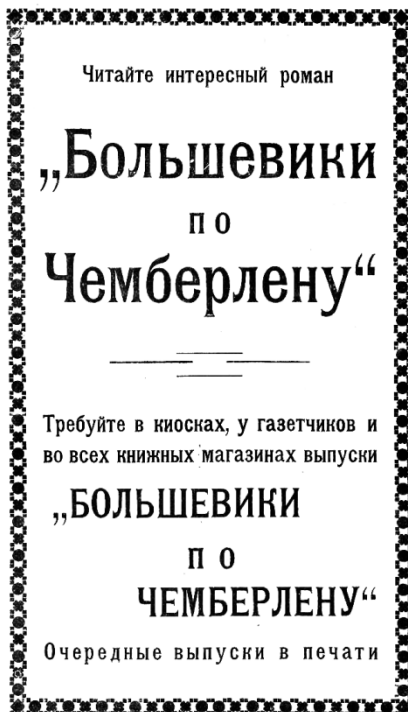 Читайте интересный роман
„Большевики
по
Чемберлену“
Требуйте в киосках, у газетчиков и
во всех книжных магазинах выпуски
„БОЛЬШЕВИКИ
ПО
ЧЕМБЕРЛЕНУ“
Очередные выпуски в печати